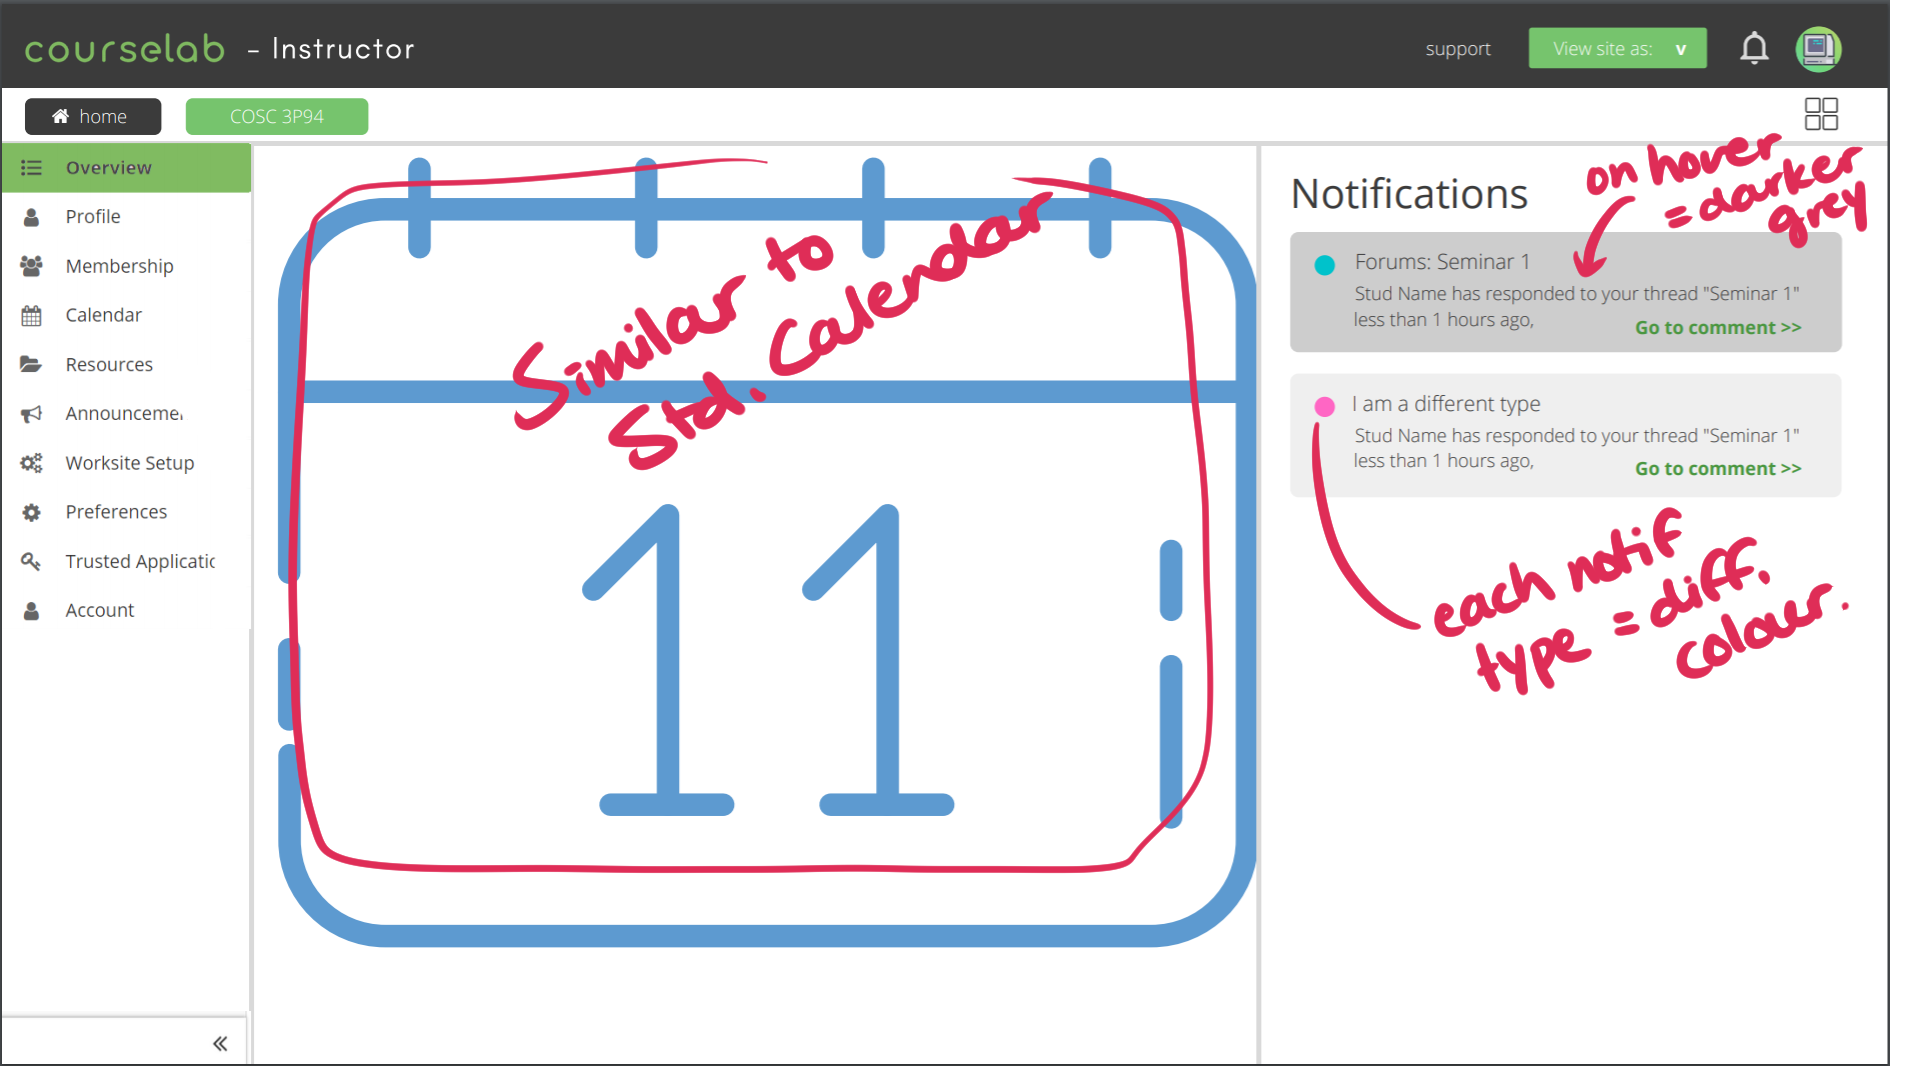 courselab - Instructor
support
View site as: v
home
COSC 3P94
Overview
Profile
Membership
Calendar
Resources
Announcemen
Worksite Setup
Preferences
Trusted Applicatic
Account
«
Similar to
Std. Calendar
11
Notifications
on hover
= darker
grey
Forums: Seminar 1
Stud Name has responded to your thread "Seminar 1"
less than 1 hours ago,
Go to comment >>
I am a different type
Stud Name has responded to your thread "Seminar 1"
less than 1 hours ago,
Go to comment >>
each notif
type = diff.
colour.